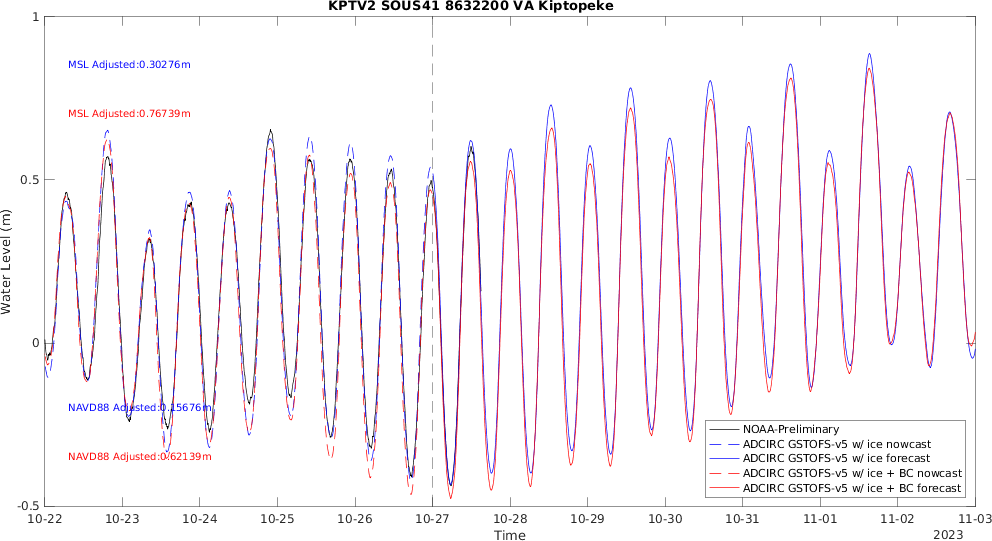 KPTV2 SOUS41 8632200 VA Kiptopeke
1
MSL Adjusted:0.30276m
MSL Adjusted:0.76739m
0.5
Water Level (m)
0
NAVD88 Adjusted:0.15676m
NAVD88 Adjusted:0.62139m
-0.5
NOAA-Preliminary
ADCIRC GSTOFS-v5 w/ ice nowcast
ADCIRC GSTOFS-v5 w/ ice forecast
ADCIRC GSTOFS-v5 w/ ice + BC nowcast
ADCIRC GSTOFS-v5 w/ ice + BC forecast
10-22 10-23 10-24 10-25 10-26 10-27 10-28 10-29 10-30 10-31 11-01 11-02 11-03
Time
2023